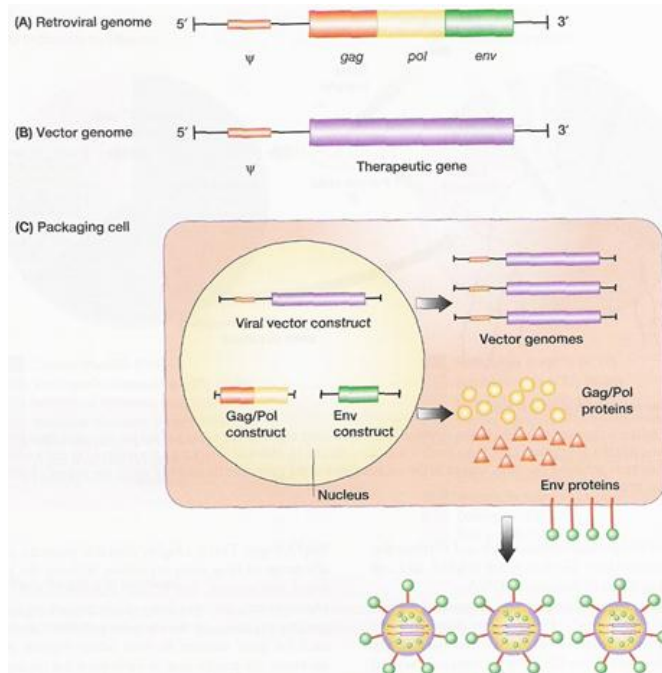 (A) Retroviral genome 5′ 3′
ψ gag pol env
(B) Vector genome 5′ 3′
ψ Therapeutic gene
(C) Packaging cell
Viral vector construct
Vector genomes
Gag/Pol
construct
Env
construct
Gag/Pol
proteins
Nucleus
Env proteins